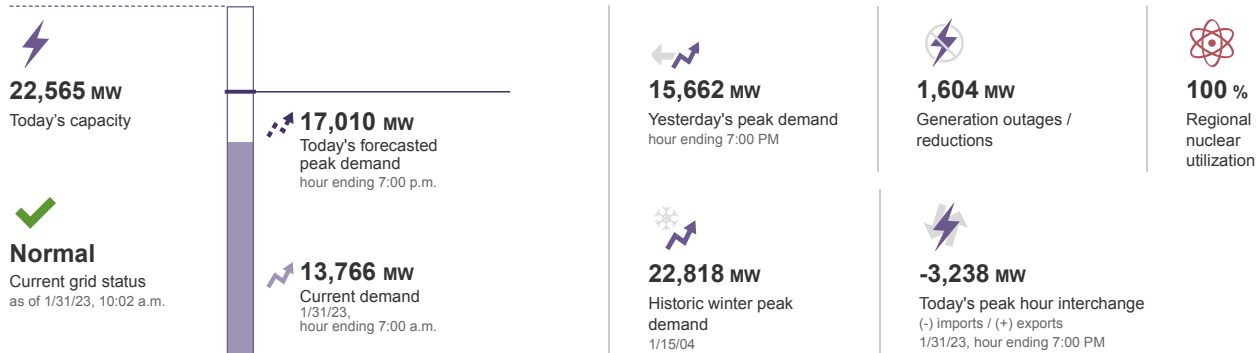 22,565 MW
Today's capacity
Normal
Current grid status
as of 1/31/23, 10:02 a.m.
17,010 MW
Today's forecasted
peak demand
hour ending 7:00 p.m.
13,766 MW
Current demand
1/31/23,
hour ending 7:00 a.m.
15,662 MW
Yesterday's peak demand
hour ending 7:00 PM
1,604 MW
Generation outages /
reductions
100 %
Regional
nuclear
utilization
22,818 MW
Historic winter peak
demand
1/15/04
-3,238 MW
Today's peak hour interchange
(-) imports / (+) exports
1/31/23, hour ending 7:00 PM